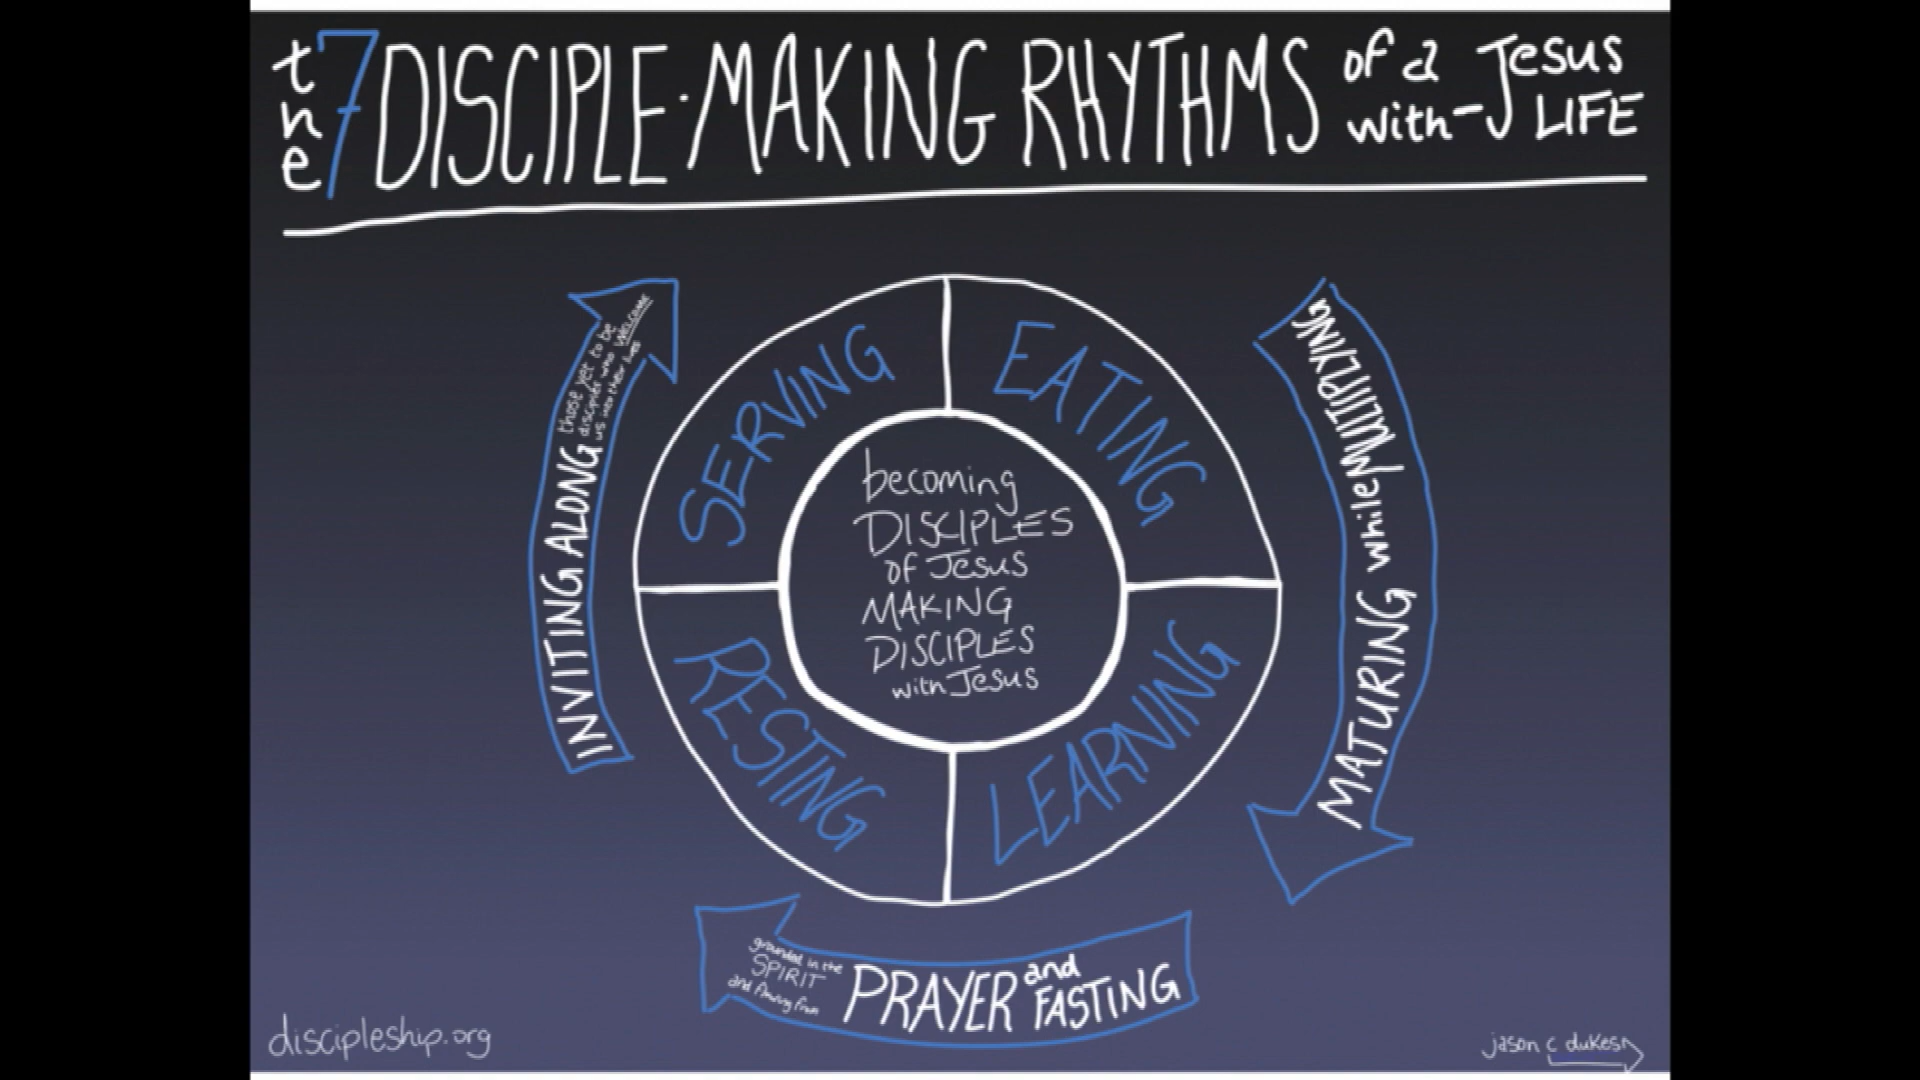 the 7 DISCIPLE-MAKING RHYTHMS of a Jesus
with-Jesus LIFE
SERVING
EATING
LEARNING
RESTING
becoming
DISCIPLES
of Jesus
MAKING
DISCIPLES
with Jesus
INVITING ALONG
those yet to be
disciples who WELCOME
us into their lives
MATURING while MULTIPLYING
grounded in the
SPIRIT
and flowing from
PRAYER and
FASTING
discipleship.org
jason c dukes